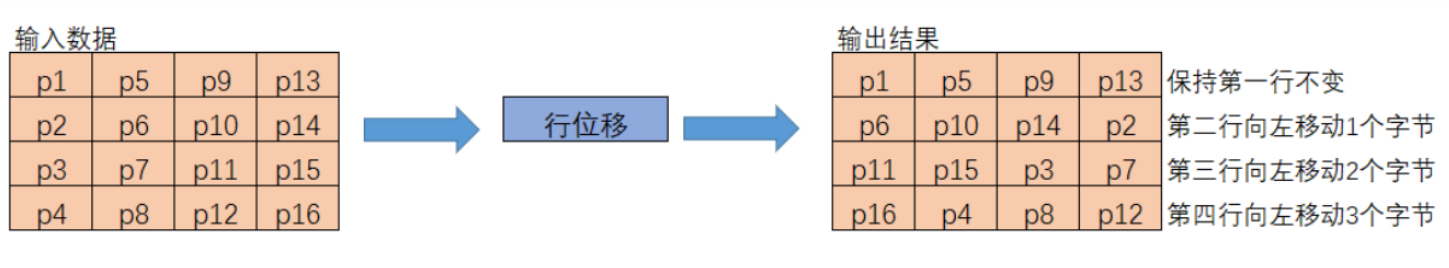 输入数据
p1 p5 p9 p13
p2 p6 p10 p14
p3 p7 p11 p15
p4 p8 p12 p16
行位移
输出结果
p1 p5 p9 p13 保持第一行不变
p6 p10 p14 p2 第二行向左移动1个字节
p11 p15 p3 p7 第三行向左移动2个字节
p16 p4 p8 p12 第四行向左移动3个字节